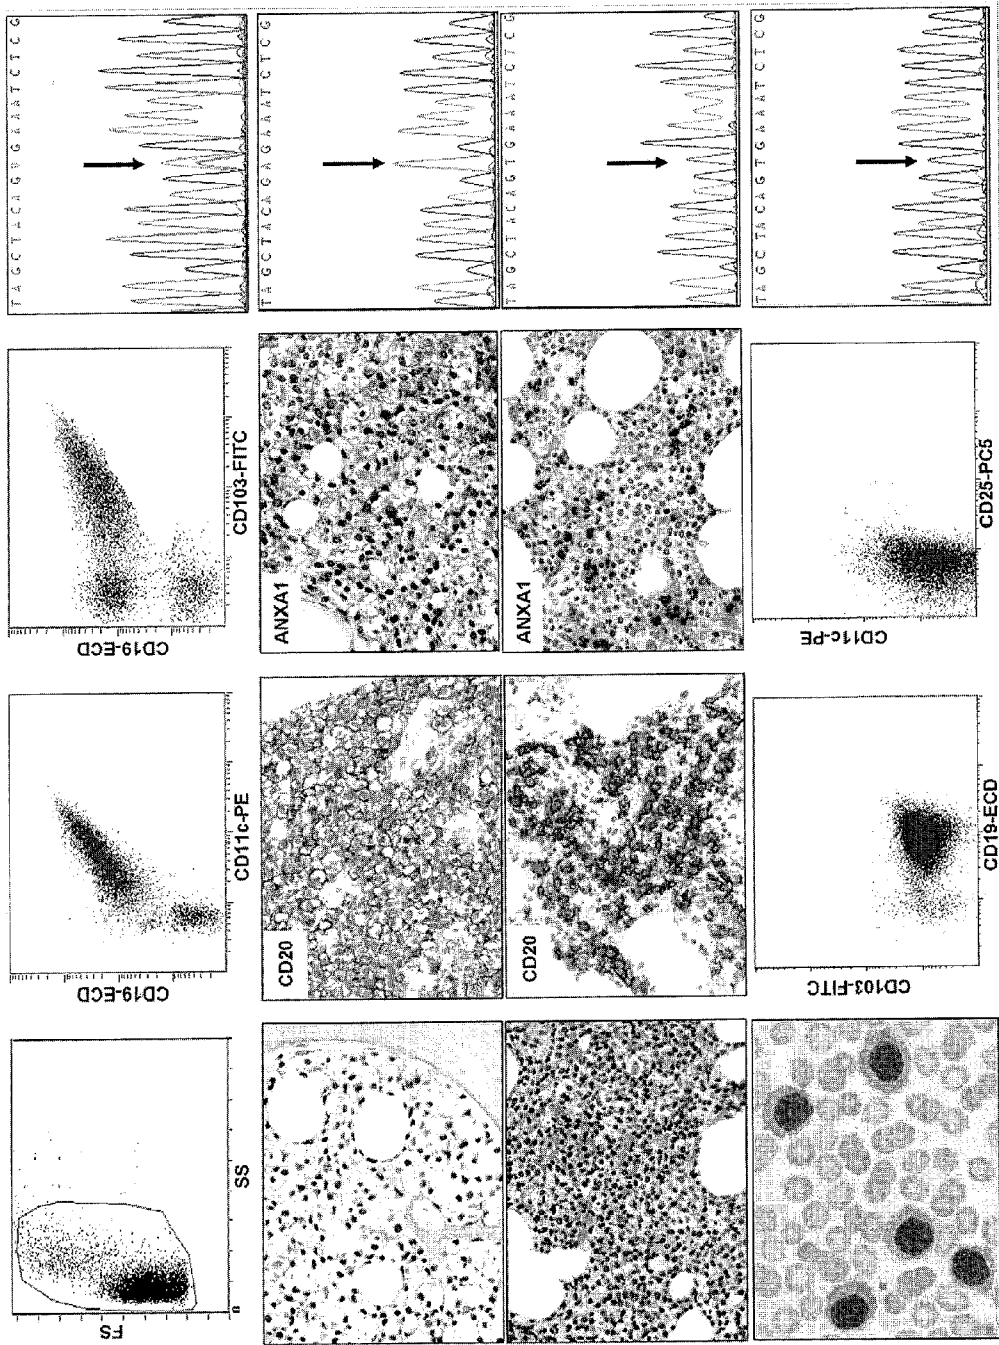 T A G C T A C A G G A A A T C T C G
CD19-ECD
CD103-FITC
CD19-ECD
CD11c-PE
FS
SS
0
T A G C T A C A G A G A A A T C T C G
ANXA1
CD20
T A G C T A C A G T G A A A T C T C G
ANXA1
CD20
T A G C T A C A G T G A A A T C T C G
CD11c-PE
CD25-PC5
CD103-FITC
CD19-ECD